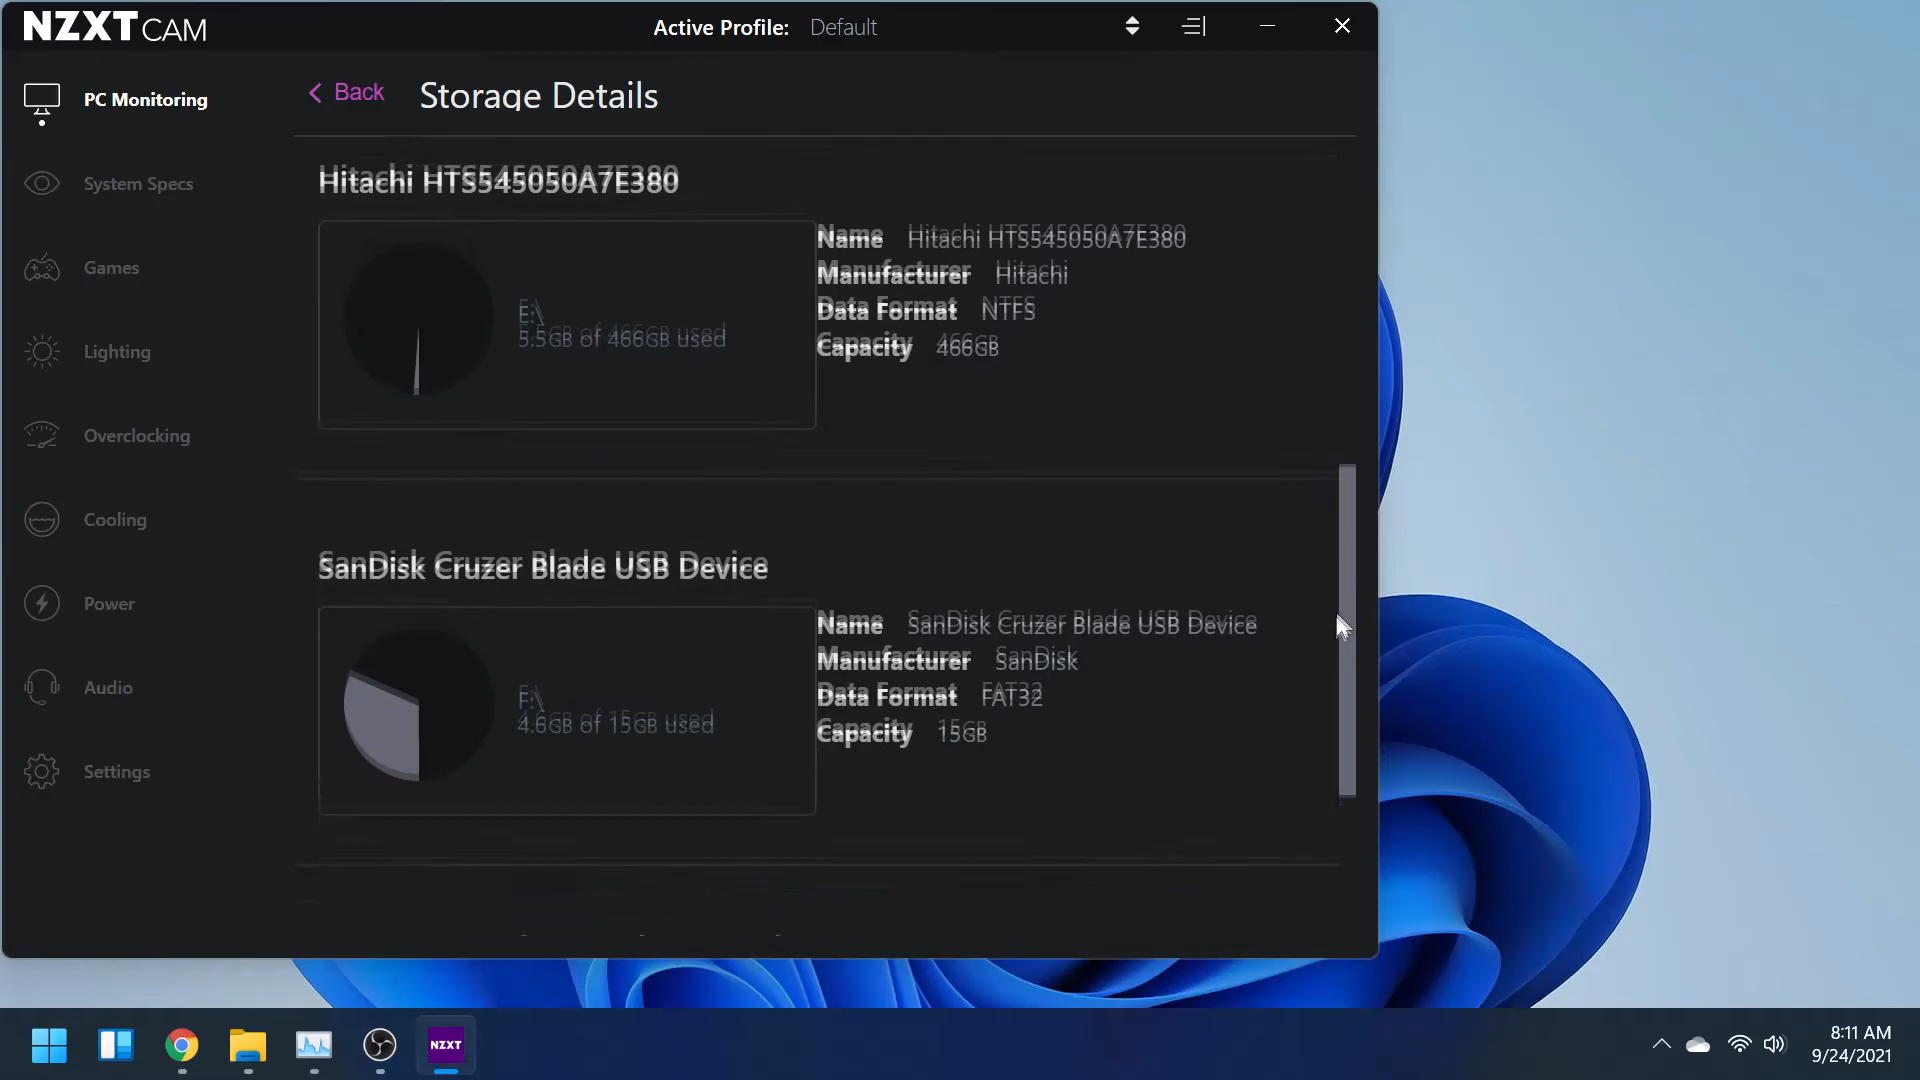 NZXT CAM
Active Profile: Default
PC Monitoring
System Specs
Games
Lighting
Overclocking
Cooling
Power
Audio
Settings
Back
Storage Details
Hitachi HTS545050A7E380
E:\
5.5GB of 466GB used
Name Hitachi HTS545050A7E380
Manufacturer Hitachi
Data Format NTFS
Capacity 466GB
SanDisk Cruzer Blade USB Device
F:\
4.6GB of 15GB used
Name SanDisk Cruzer Blade USB Device
Manufacturer SanDisk
Data Format FAT32
Capacity 15GB
NZXT
8:11 AM
9/24/2021